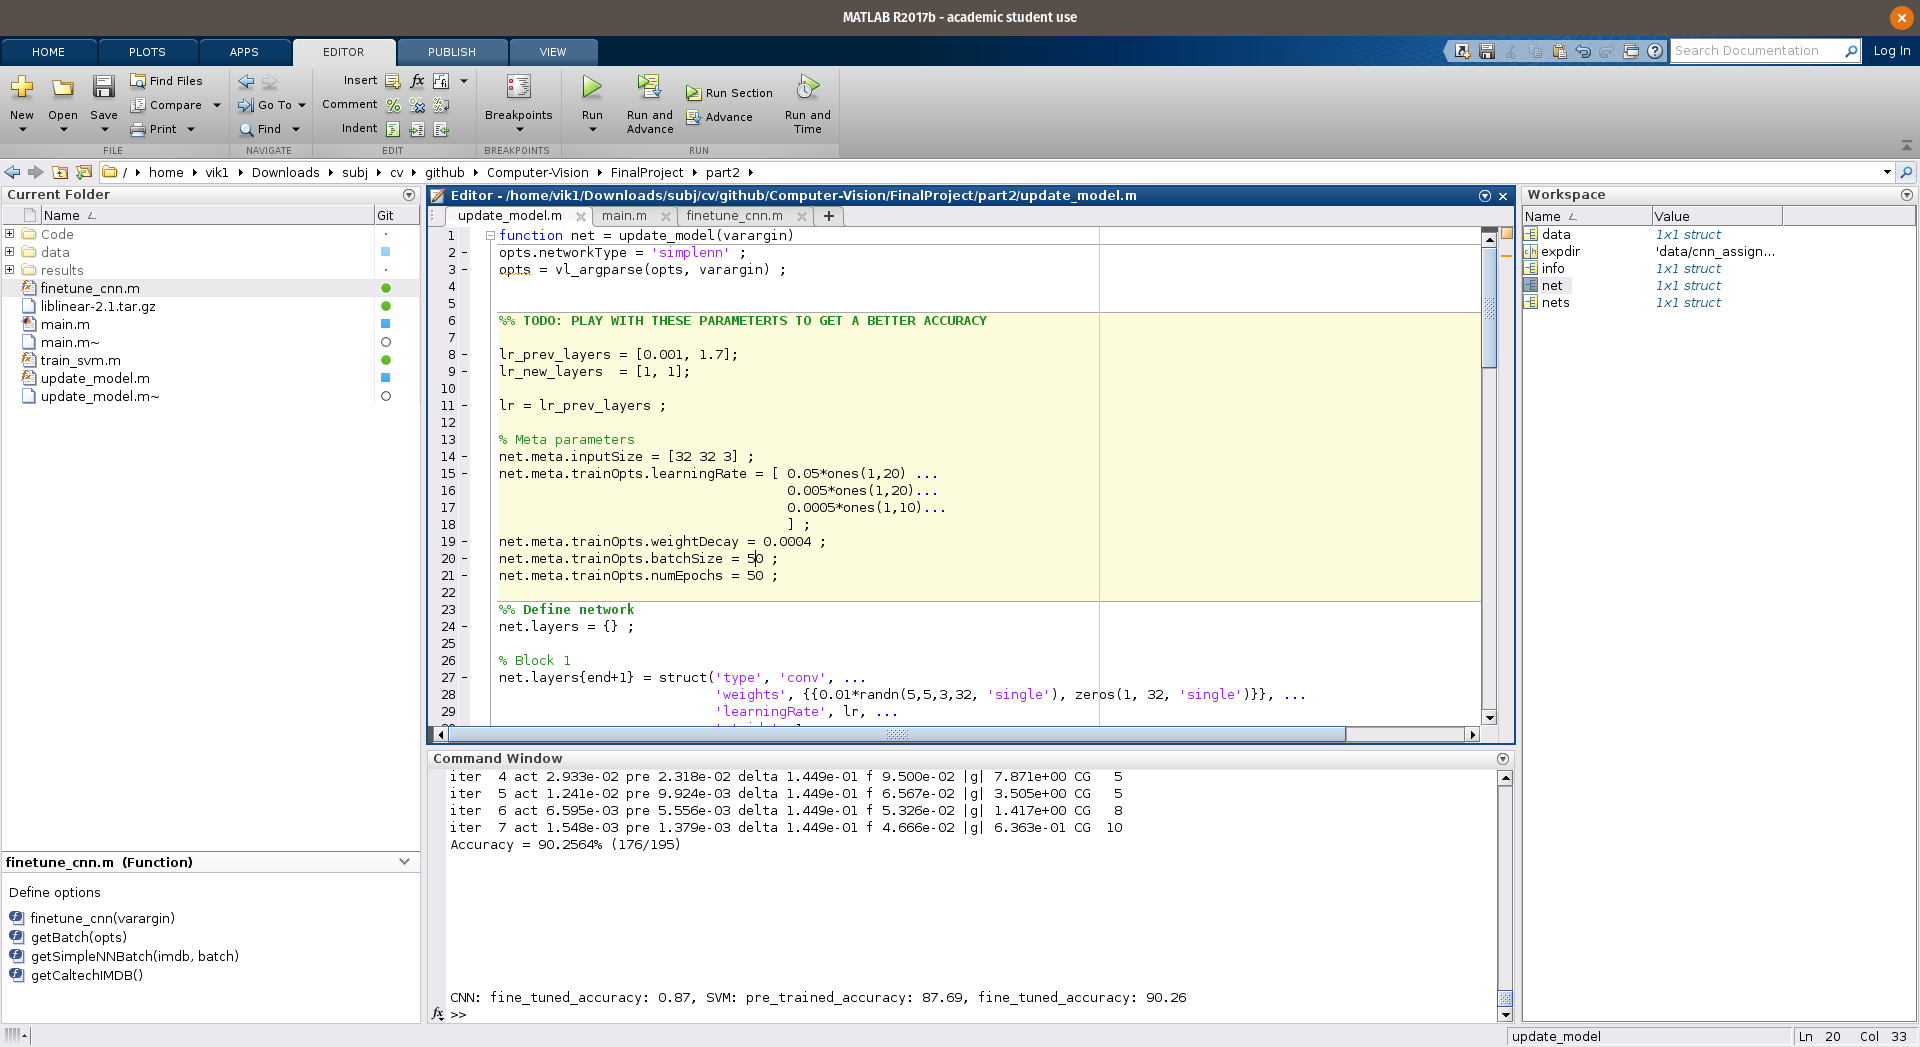 MATLAB R2017b - academic student use
HOME PLOTS APPS EDITOR PUBLISH VIEW
Search Documentation
Log In
New Open Save Find Files Compare Print
Go To Find
Insert Comment Indent
Breakpoints
Run Run and Advance Run Section Advance Run and Time
FILE NAVIGATE EDIT BREAKPOINTS RUN
/ home vik1 Downloads subj cv github Computer-Vision FinalProject part2
Current Folder
Name Git
Code
data
results
finetune_cnn.m
liblinear-2.1.tar.gz
main.m
main.m~
train_svm.m
update_model.m
update_model.m~
finetune_cnn.m (Function)
Define options
finetune_cnn(varargin)
getBatch(opts)
getSimpleNNBatch(imdb, batch)
getCaltechIMDB()
Editor - /home/vik1/Downloads/subj/cv/github/Computer-Vision/FinalProject/part2/update_model.m
update_model.m main.m finetune_cnn.m
1 function net = update_model(varargin)
2 opts.networkType = 'simplenn' ;
3 opts = vl_argparse(opts, varargin) ;
4
5
6 %% TODO: PLAY WITH THESE PARAMETERTS TO GET A BETTER ACCURACY
7
8 lr_prev_layers = [0.001, 1.7];
9 lr_new_layers  = [1, 1];
10
11 lr = lr_prev_layers ;
12
13 % Meta parameters
14 net.meta.inputSize = [32 32 3] ;
15 net.meta.trainOpts.learningRate = [ 0.05*ones(1,20) ...
16 0.005*ones(1,20)...
17 0.0005*ones(1,10)...
18 ] ;
19 net.meta.trainOpts.weightDecay = 0.0004 ;
20 net.meta.trainOpts.batchSize = 50 ;
21 net.meta.trainOpts.numEpochs = 50 ;
22
23 %% Define network
24 net.layers = {} ;
25
26 % Block 1
27 net.layers{end+1} = struct('type', 'conv', ...
28 'weights', {{0.01*randn(5,5,3,32, 'single'), zeros(1, 32, 'single')}}, ...
29 'learningRate', lr, ...
Command Window
iter  4 act 2.933e-02 pre 2.318e-02 delta 1.449e-01 f 9.500e-02 |g| 7.871e+00 CG   5
iter  5 act 1.241e-02 pre 9.924e-03 delta 1.449e-01 f 6.567e-02 |g| 3.505e+00 CG   5
iter  6 act 6.595e-03 pre 5.556e-03 delta 1.449e-01 f 5.326e-02 |g| 1.417e+00 CG   8
iter  7 act 1.548e-03 pre 1.379e-03 delta 1.449e-01 f 4.666e-02 |g| 6.363e-01 CG  10
Accuracy = 90.2564% (176/195)
CNN: fine_tuned_accuracy: 0.87, SVM: pre_trained_accuracy: 87.69, fine_tuned_accuracy: 90.26
fx >>
Workspace
Name Value
data 1x1 struct
expdir 'data/cnn_assign...
info 1x1 struct
net 1x1 struct
nets 1x1 struct
update_model
Ln 20 Col 33